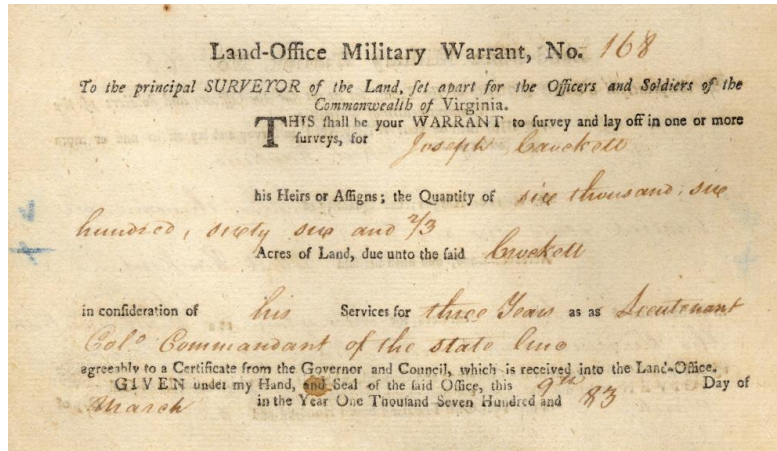 Land-Office Military Warrant, No. 168
To the principal SURVEYOR of the Land, ſet apart for the Officers and Soldiers of the
Commonwealth of Virginia.
THIS ſhall be your WARRANT to ſurvey and lay off in one or more
ſurveys, for Joseph Crockett
his Heirs or Aſſigns; the Quantity of six thousand, six
hundred, sixty six and 2/3
Acres of Land, due unto the ſaid Crockett
in conſideration of his Services for three Years as as Lieutenant
Colo Commandant of the state line
agreeably to a Certificate from the Governor and Council, which is received into the Land-Office.
GIVEN under my Hand, and Seal of the ſaid Office, this 9th Day of
March in the Year One Thouſand Seven Hundred and 83